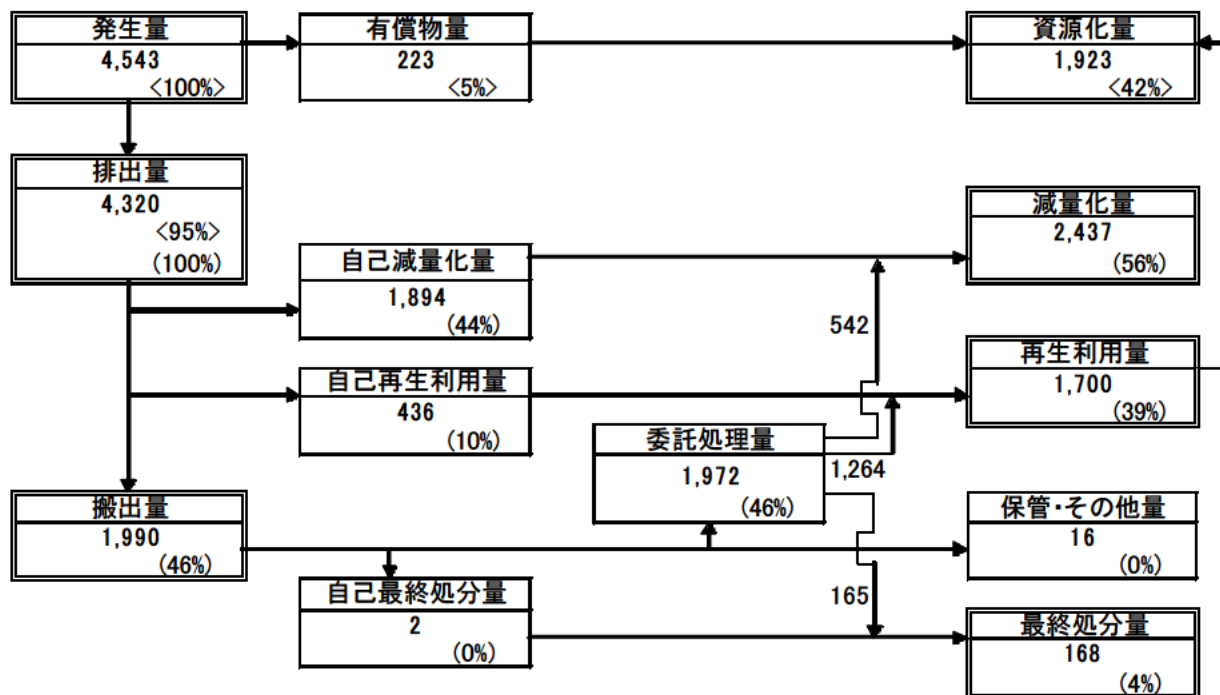 発生量
4,543
<100%>
有償物量
223
<5%>
資源化量
1,923
<42%>
排出量
4,320
<95%>
(100%)
減量化量
2,437
(56%)
自己減量化量
1,894
(44%)
542
再生利用量
1,700
(39%)
自己再生利用量
436
(10%)
委託処理量
1,972
(46%)
1,264
搬出量
1,990
(46%)
保管・その他量
16
(0%)
自己最終処分量
2
(0%)
165
最終処分量
168
(4%)